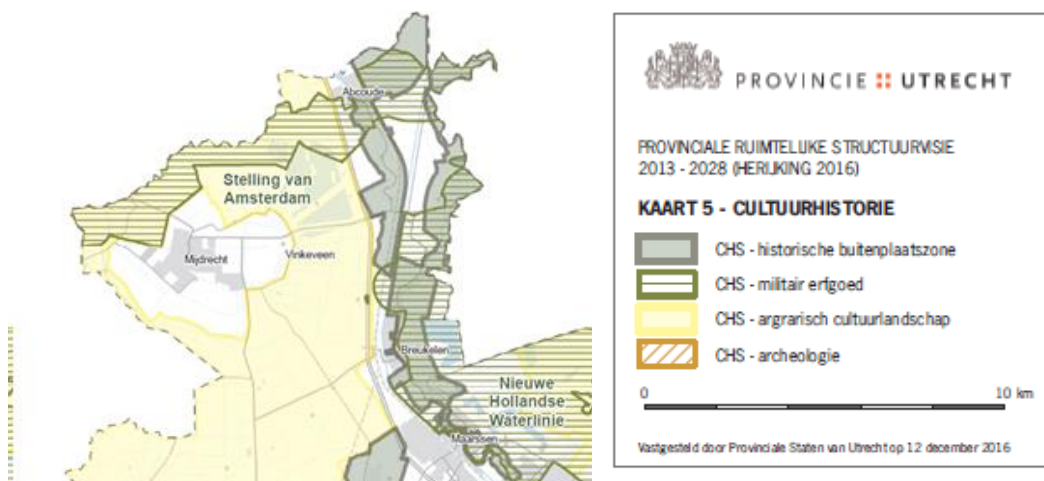 Abcoude
Stelling van
Amsterdam
Mijdrecht
Vinkeveen
Breukelen
Nieuwe
Hollandse
Waterlinie
Maarssen
PROVINCIE UTRECHT
PROVINCIALE RUIMTELIJKE STRUCTUURVISIE
2013 - 2028 (HERIJKING 2016)
KAART 5 - CULTUURHISTORIE
CHS - historische buitenplaatszone
CHS - militair erfgoed
CHS - argrarisch cultuurlandschap
CHS - archeologie
0 10 km
Vastgesteld door Provinciale Staten van Utrecht op 12 december 2016